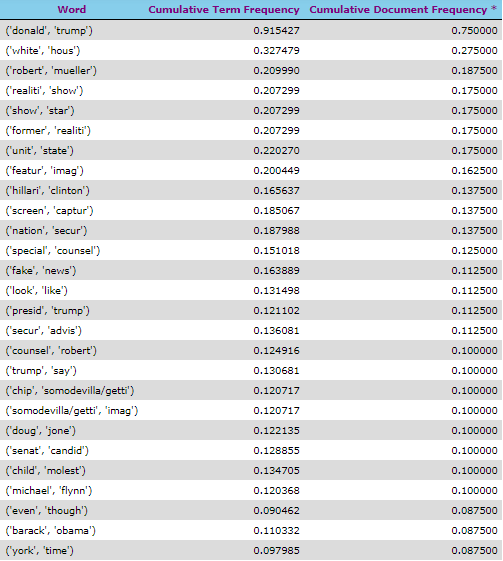 Word Cumulative Term Frequency Cumulative Document Frequency *
('donald', 'trump') 0.915427 0.750000
('white', 'hous') 0.327479 0.275000
('robert', 'mueller') 0.209990 0.187500
('realiti', 'show') 0.207299 0.175000
('show', 'star') 0.207299 0.175000
('former', 'realiti') 0.207299 0.175000
('unit', 'state') 0.220270 0.175000
('featur', 'imag') 0.200449 0.162500
('hillari', 'clinton') 0.165637 0.137500
('screen', 'captur') 0.185067 0.137500
('nation', 'secur') 0.187988 0.137500
('special', 'counsel') 0.151018 0.125000
('fake', 'news') 0.163889 0.112500
('look', 'like') 0.131498 0.112500
('presid', 'trump') 0.121102 0.112500
('secur', 'advis') 0.136081 0.112500
('counsel', 'robert') 0.124916 0.100000
('trump', 'say') 0.130681 0.100000
('chip', 'somodevilla/getti') 0.120717 0.100000
('somodevilla/getti', 'imag') 0.120717 0.100000
('doug', 'jone') 0.122135 0.100000
('senat', 'candid') 0.128855 0.100000
('child', 'molest') 0.134705 0.100000
('michael', 'flynn') 0.120368 0.100000
('even', 'though') 0.090462 0.087500
('barack', 'obama') 0.110332 0.087500
('york', 'time') 0.097985 0.087500